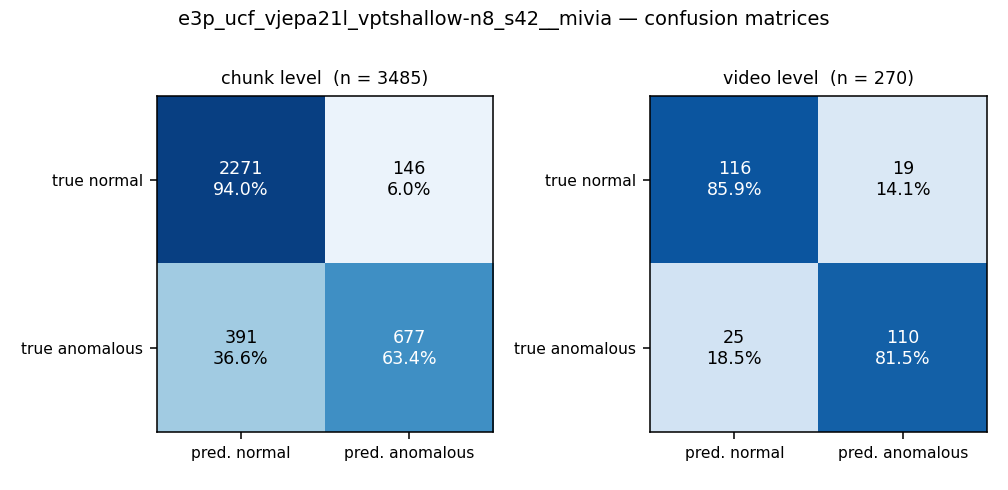 e3p_ucf_vjepa21l_vptshallow-n8_s42__mivia — confusion matrices
chunk level  (n = 3485)
true normal
2271
94.0%
146
6.0%
true anomalous
391
36.6%
677
63.4%
pred. normal
pred. anomalous
video level  (n = 270)
true normal
116
85.9%
19
14.1%
true anomalous
25
18.5%
110
81.5%
pred. normal
pred. anomalous